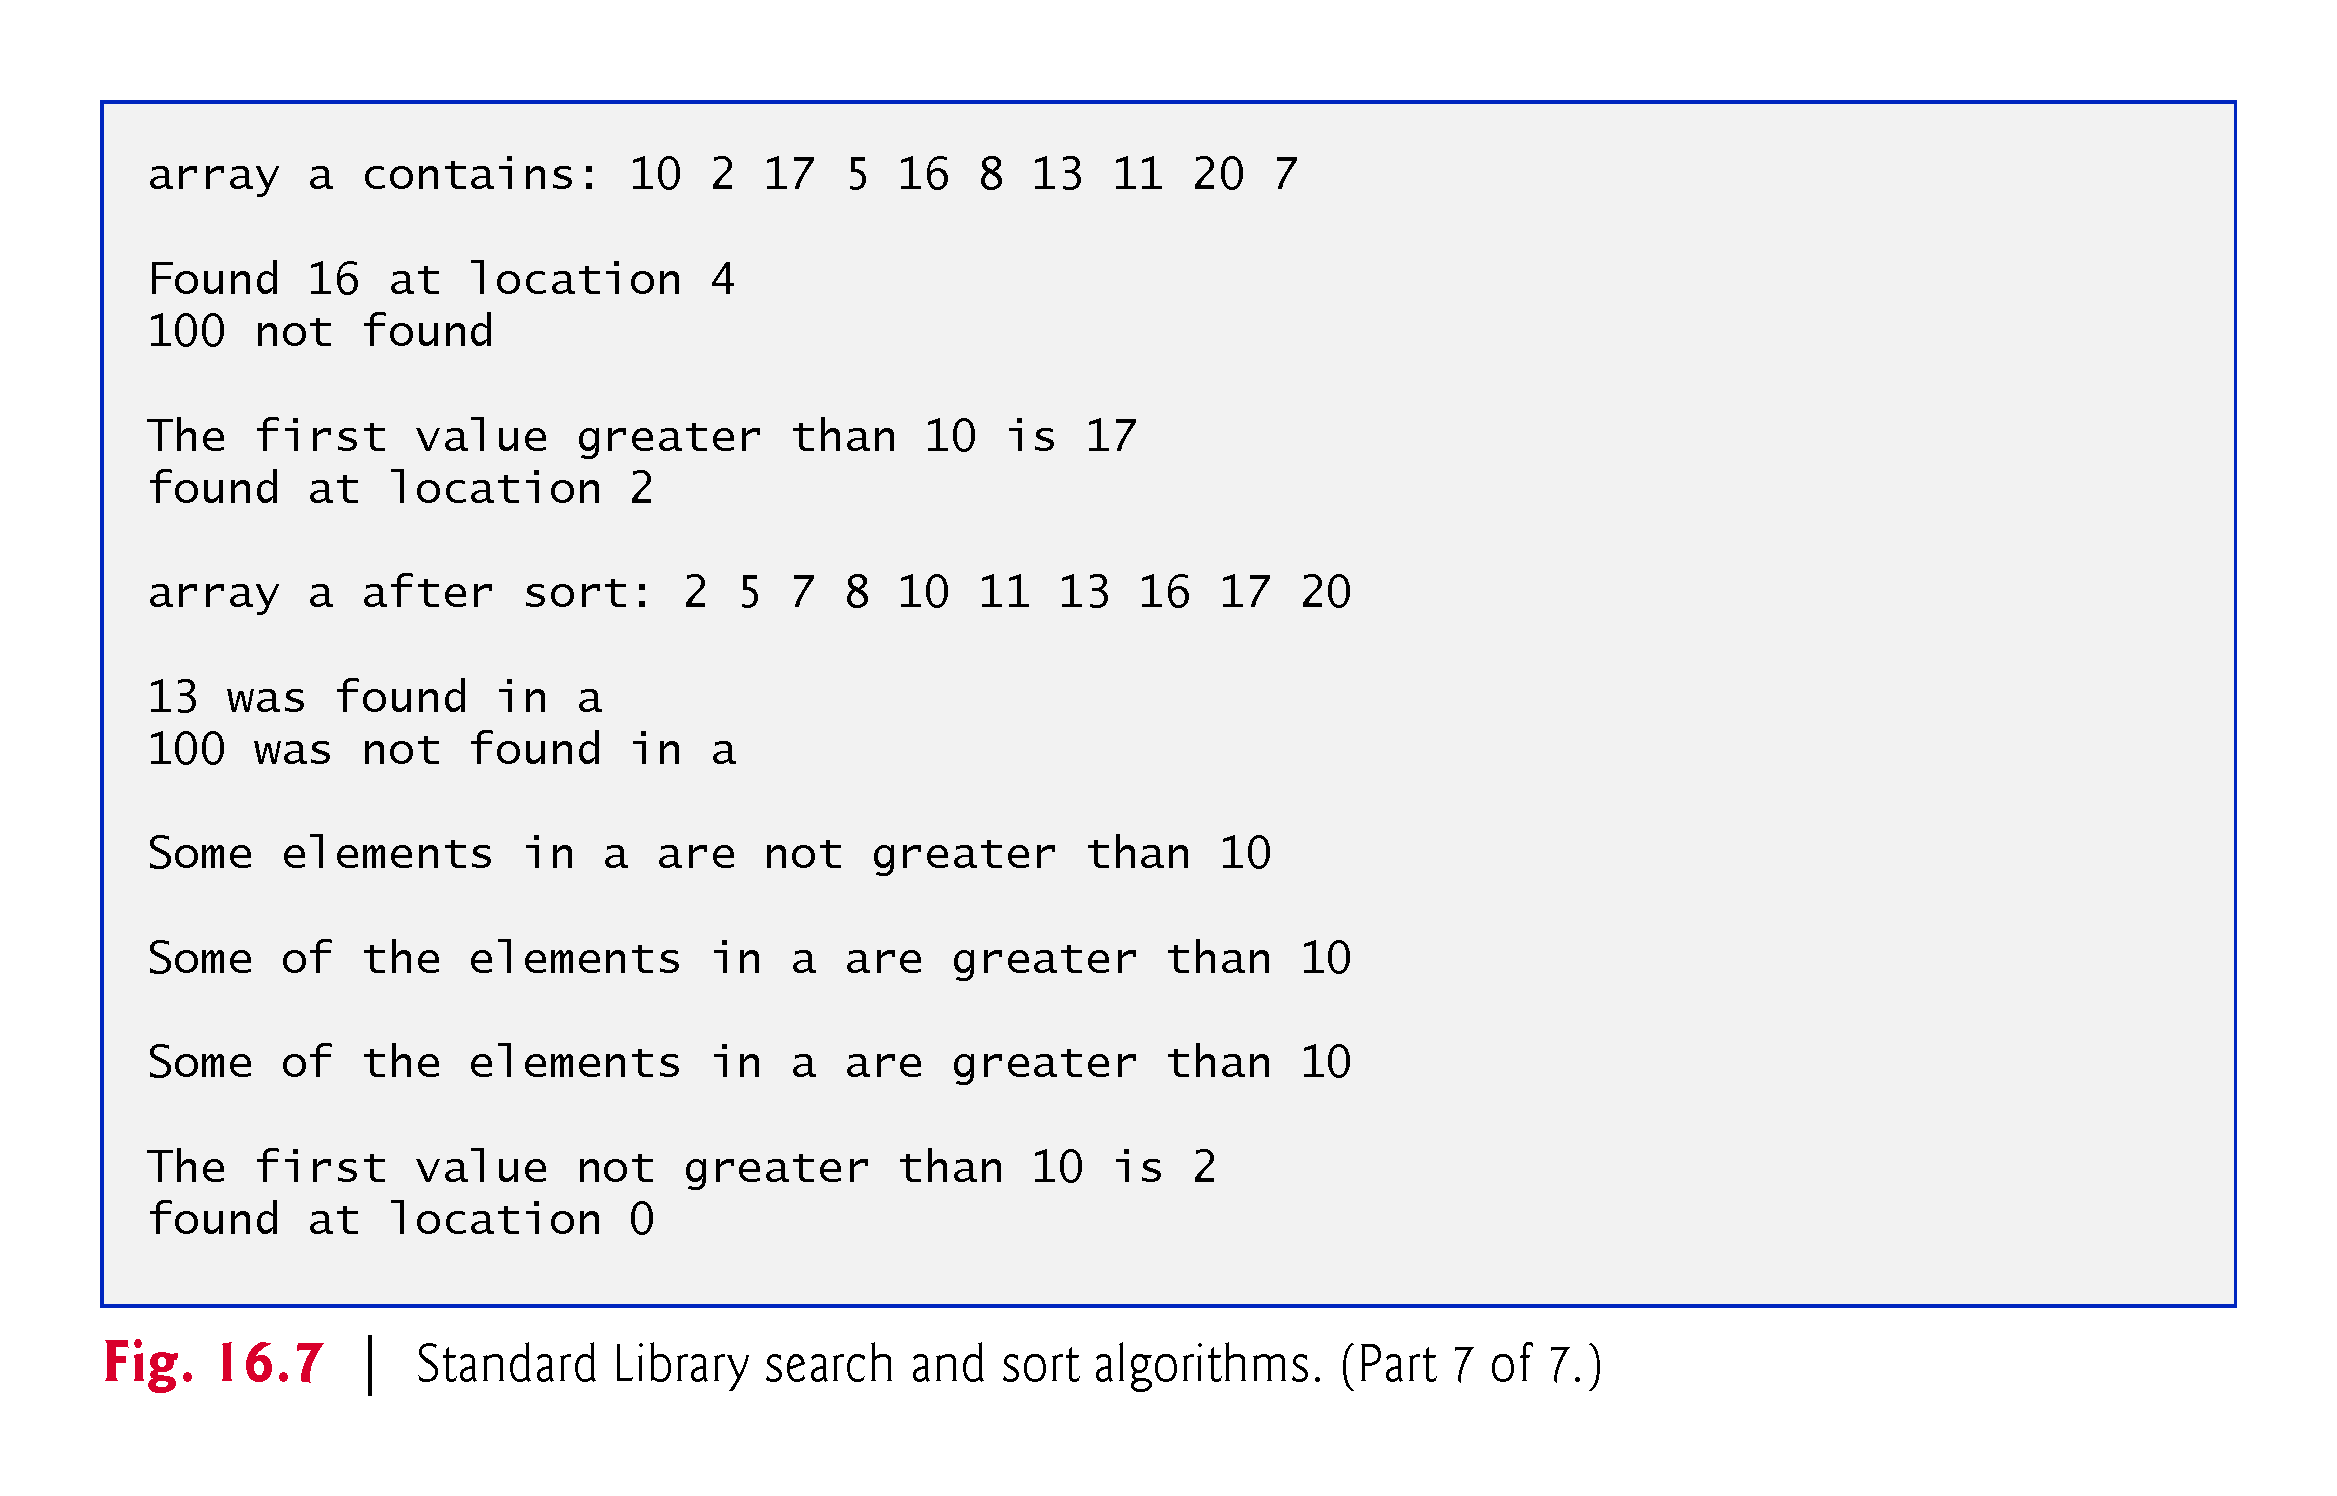 array a contains: 10 2 17 5 16 8 13 11 20 7
Found 16 at location 4
100 not found
The first value greater than 10 is 17
found at location 2
array a after sort: 2 5 7 8 10 11 13 16 17 20
13 was found in a
100 was not found in a
Some elements in a are not greater than 10
Some of the elements in a are greater than 10
Some of the elements in a are greater than 10
The first value not greater than 10 is 2
found at location 0
Fig. 16.7 | Standard Library search and sort algorithms. (Part 7 of 7.)